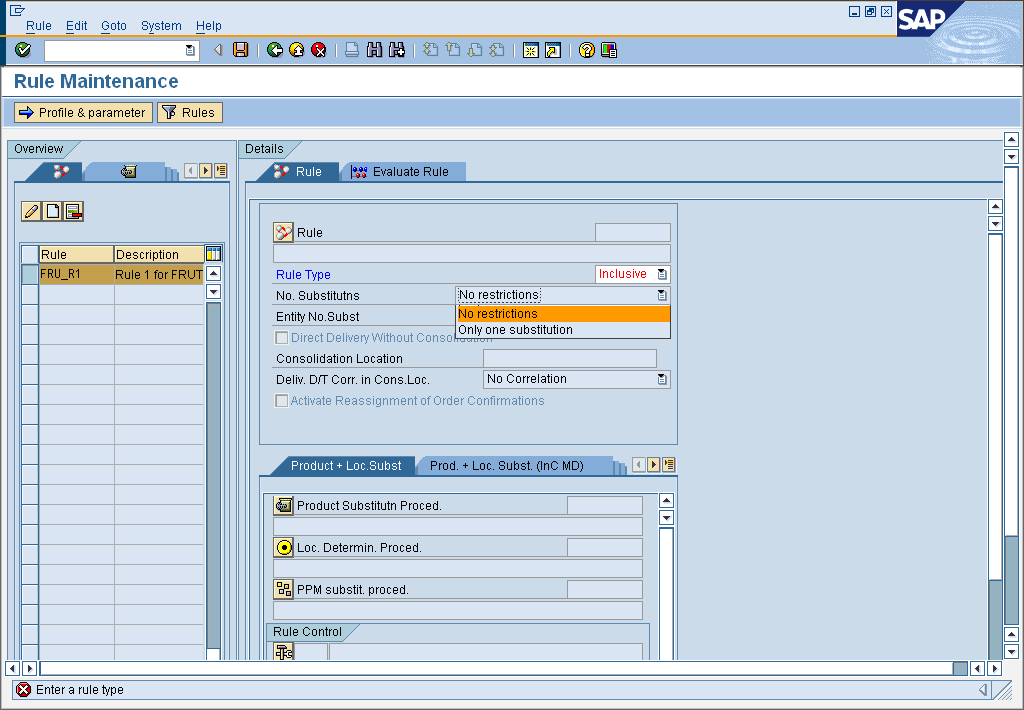 Rule Edit Goto System Help
SAP
Rule Maintenance
Profile & parameter Rules
Overview
Details
Rule
Evaluate Rule
Rule Description
FRU_R1 Rule 1 for FRUT
Rule
Rule Type Inclusive
No. Substitutns No restrictions
No restrictions
Entity No.Subst
Only one substitution
Direct Delivery Without Consolidation
Consolidation Location
Deliv. D/T Corr. in Cons.Loc. No Correlation
Activate Reassignment of Order Confirmations
Product + Loc.Subst Prod. + Loc. Subst. (InC MD)
Product Substitutn Proced.
Loc. Determin. Proced.
PPM substit. proced.
Rule Control
Enter a rule type